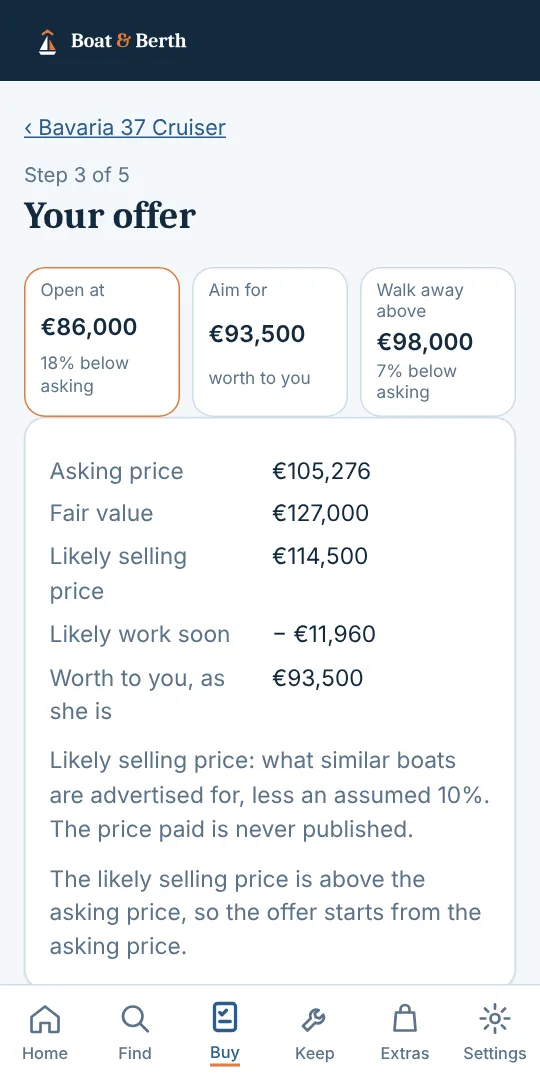 Boat & Berth
‹ Bavaria 37 Cruiser
Step 3 of 5
Your offer
Open at
€86,000
18% below
asking
Aim for
€93,500
worth to you
Walk away
above
€98,000
7% below
asking
Asking price €105,276
Fair value €127,000
Likely selling
price €114,500
Likely work soon − €11,960
Worth to you, as
she is €93,500
Likely selling price: what similar boats
are advertised for, less an assumed 10%.
The price paid is never published.
The likely selling price is above the
asking price, so the offer starts from the
asking price.
Home
Find
Buy
Keep
Extras
Settings